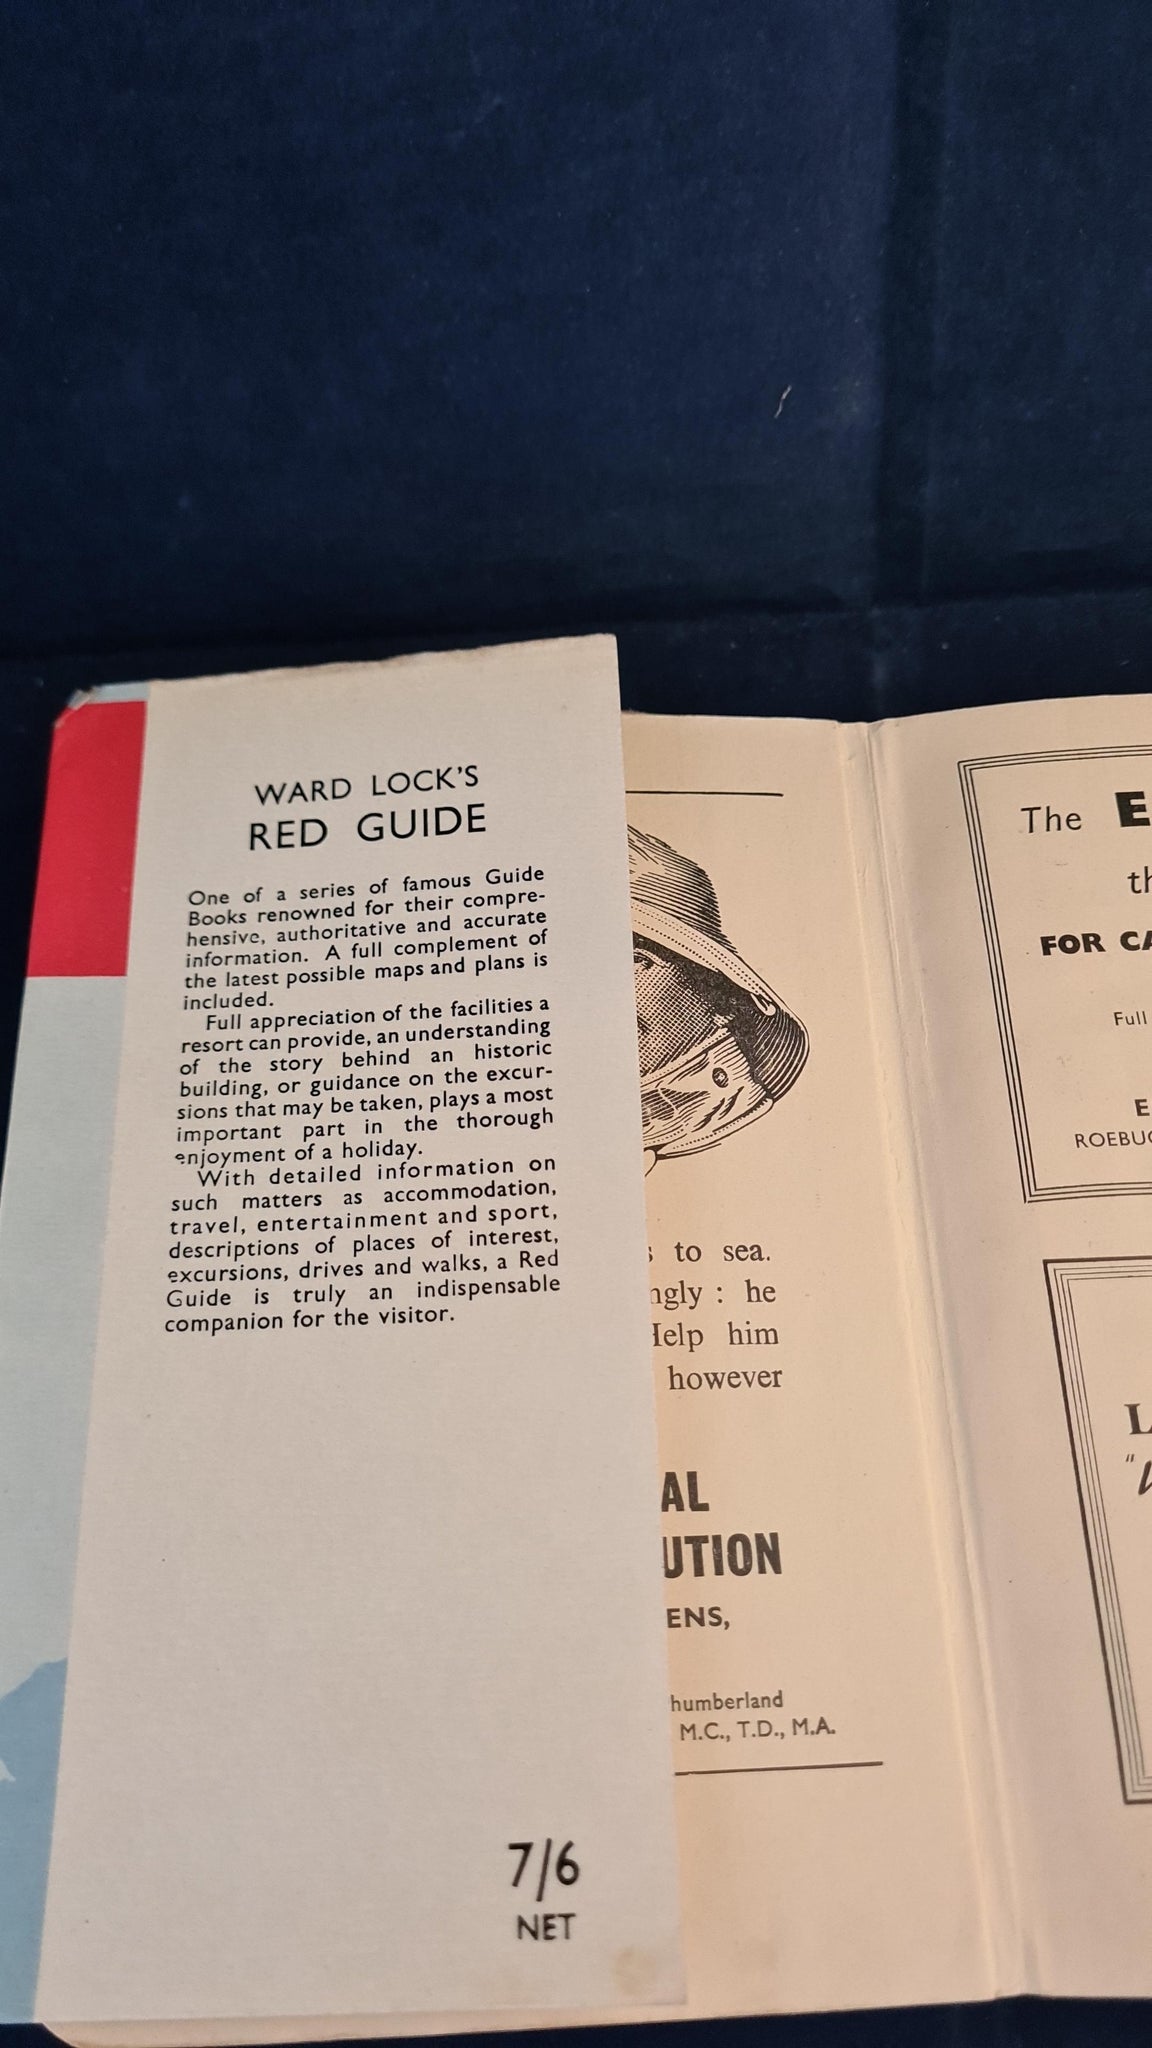 WARD LOCK'S
RED GUIDE
One of a series of famous Guide
Books renowned for their compre-
hensive, authoritative and accurate
information. A full complement of
the latest possible maps and plans is
included.
Full appreciation of the facilities a
resort can provide, an understanding
of the story behind an historic
building, or guidance on the excur-
sions that may be taken, plays a most
important part in the thorough
enjoyment of a holiday.
With detailed information on
such matters as accommodation,
travel, entertainment and sport,
descriptions of places of interest,
excursions, drives and walks, a Red
Guide is truly an indispensable
companion for the visitor.
7/6
NET
to sea.
he
him
however
AL
UTION
ENS,
humberland
M.C., T.D., M.A.
The
FOR CA
Full
ROEBUC